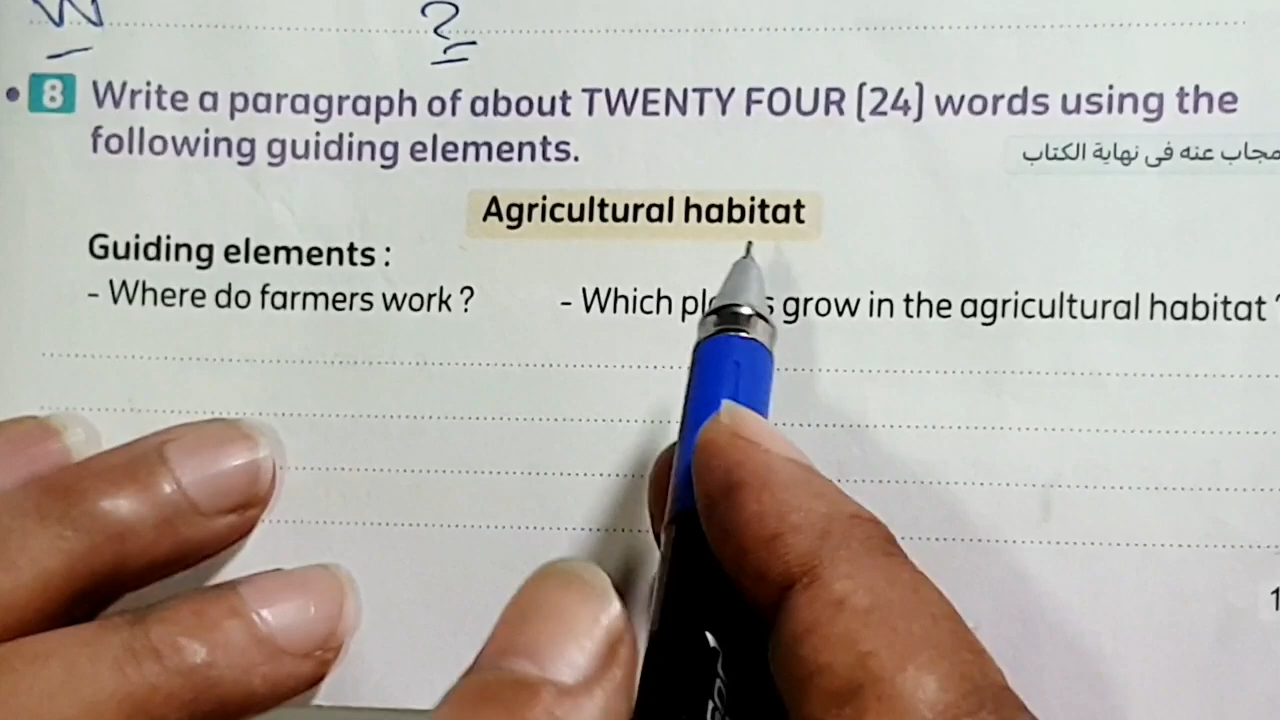 ?
• 8 Write a paragraph of about TWENTY FOUR (24) words using the
following guiding elements.
مجاب عنه فى نهاية الكتاب
Agricultural habitat
Guiding elements :
- Where do farmers work ? - Which grow in the agricultural habitat ?
1